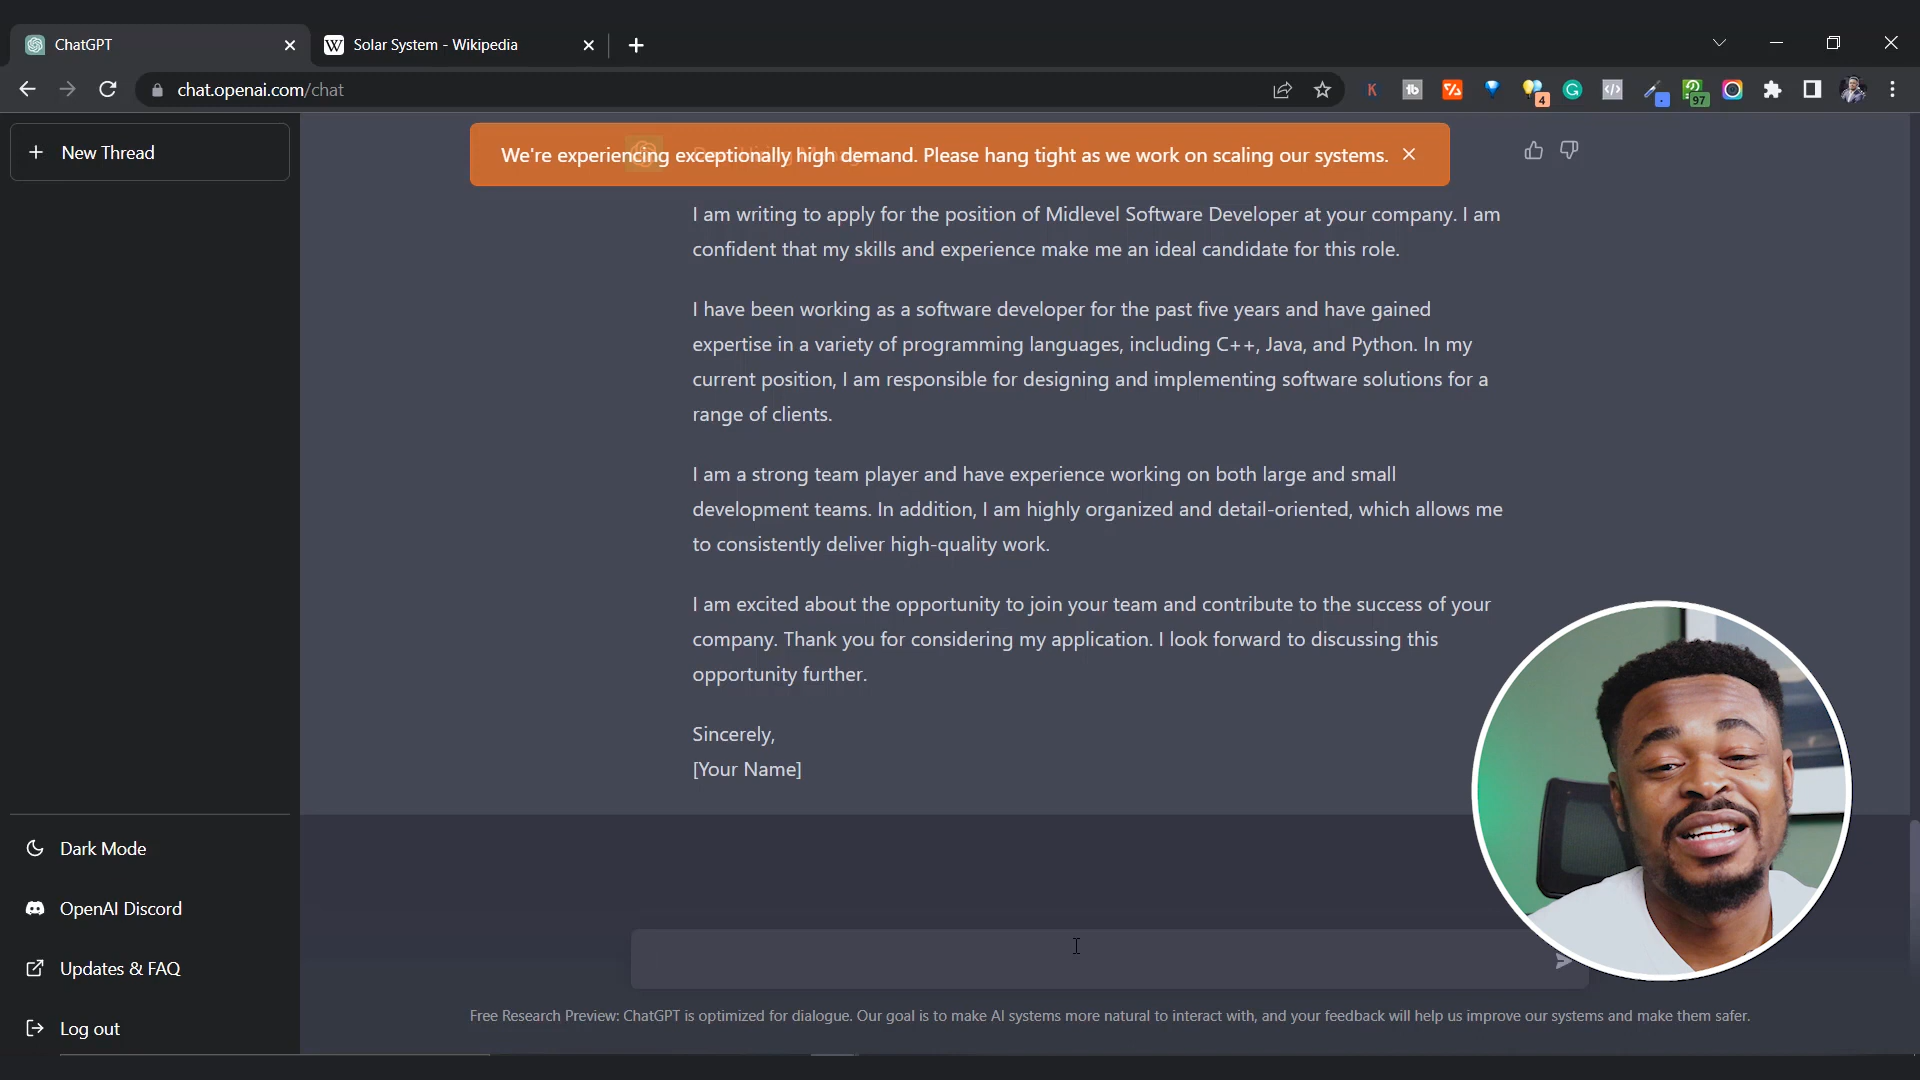 ChatGPT
Solar System - Wikipedia
chat.openai.com/chat
4
97
New Thread
We're experiencing exceptionally high demand. Please hang tight as we work on scaling our systems.
I am writing to apply for the position of Midlevel Software Developer at your company. I am
confident that my skills and experience make me an ideal candidate for this role.
I have been working as a software developer for the past five years and have gained
expertise in a variety of programming languages, including C++, Java, and Python. In my
current position, I am responsible for designing and implementing software solutions for a
range of clients.
I am a strong team player and have experience working on both large and small
development teams. In addition, I am highly organized and detail-oriented, which allows me
to consistently deliver high-quality work.
I am excited about the opportunity to join your team and contribute to the success of your
company. Thank you for considering my application. I look forward to discussing this
opportunity further.
Sincerely,
[Your Name]
Dark Mode
OpenAI Discord
Updates & FAQ
Log out
Free Research Preview: ChatGPT is optimized for dialogue. Our goal is to make AI systems more natural to interact with, and your feedback will help us improve our systems and make them safer.